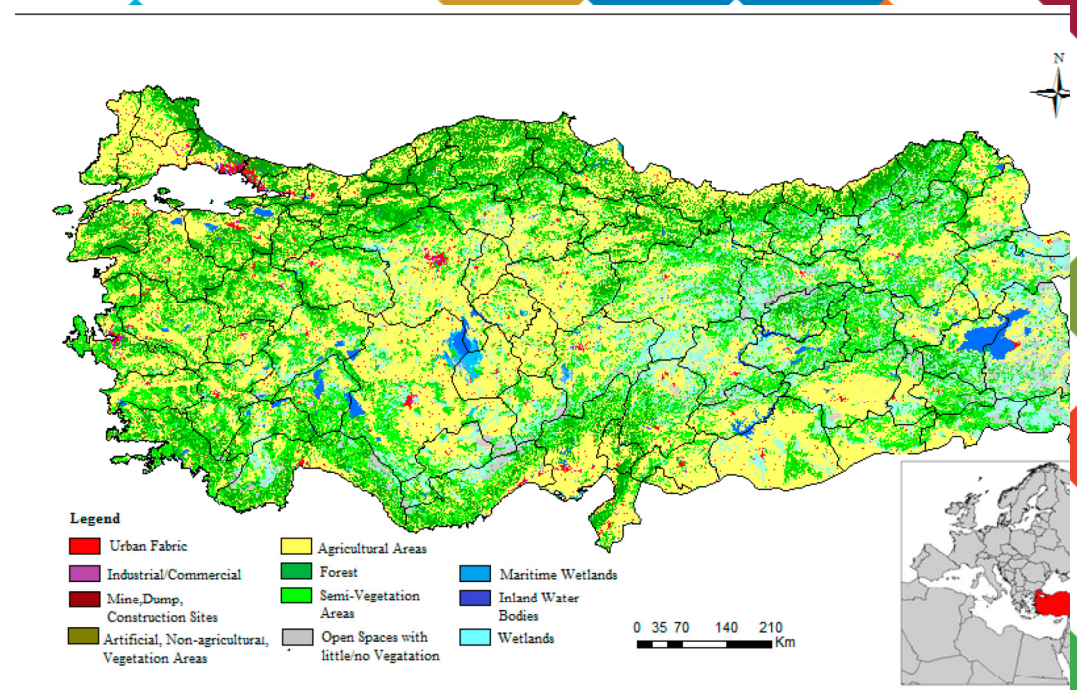 N
Legend
Urban Fabric
Industrial/Commercial
Mine,Dump,
Construction Sites
Artificial, Non-agricultural,
Vegetation Areas
Agricultural Areas
Forest
Semi-Vegetation
Areas
Open Spaces with
little/no Vegatation
Maritime Wetlands
Inland Water
Bodies
Wetlands
0 35 70 140 210
Km